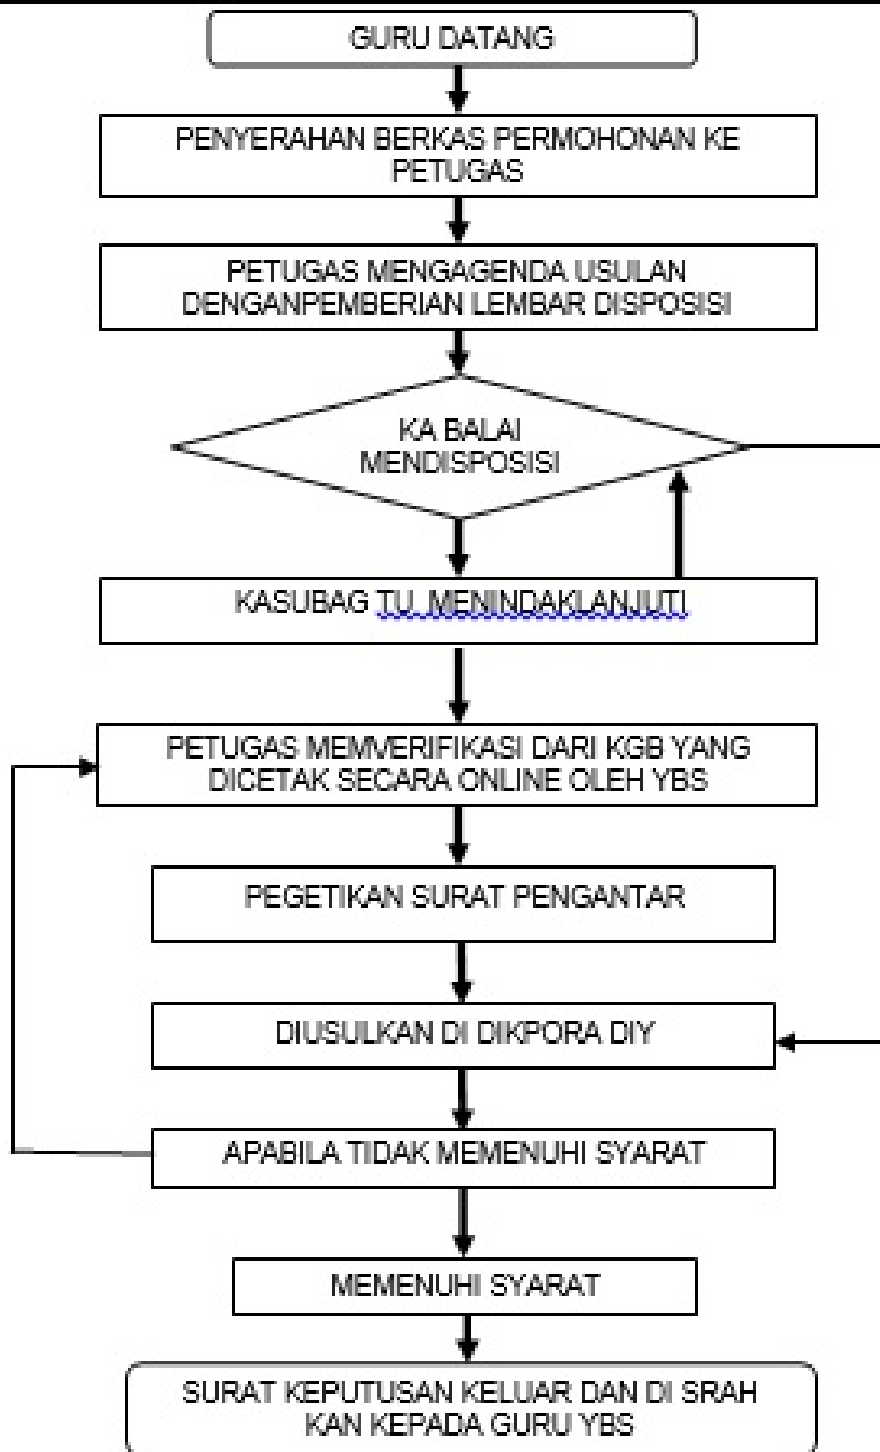 GURU DATANG
PENYERAHAN BERKAS PERMOHONAN KE
PETUGAS
PETUGAS MENGAGENDA USULAN
DENGANPEMBERIAN LEMBAR DISPOSISI
KA BALAI
MENDISPOSISI
KASUBAG TU MENINDAKLANJUTI
PETUGAS MEMVERIFIKASI DARI KGB YANG
DICETAK SECARA ONLINE OLEH YBS
PEGETIKAN SURAT PENGANTAR
DIUSULKAN DI DIKPORA DIY
APABILA TIDAK MEMENUHI SYARAT
MEMENUHI SYARAT
SURAT KEPUTUSAN KELUAR DAN DI SRAH
KAN KEPADA GURU YBS